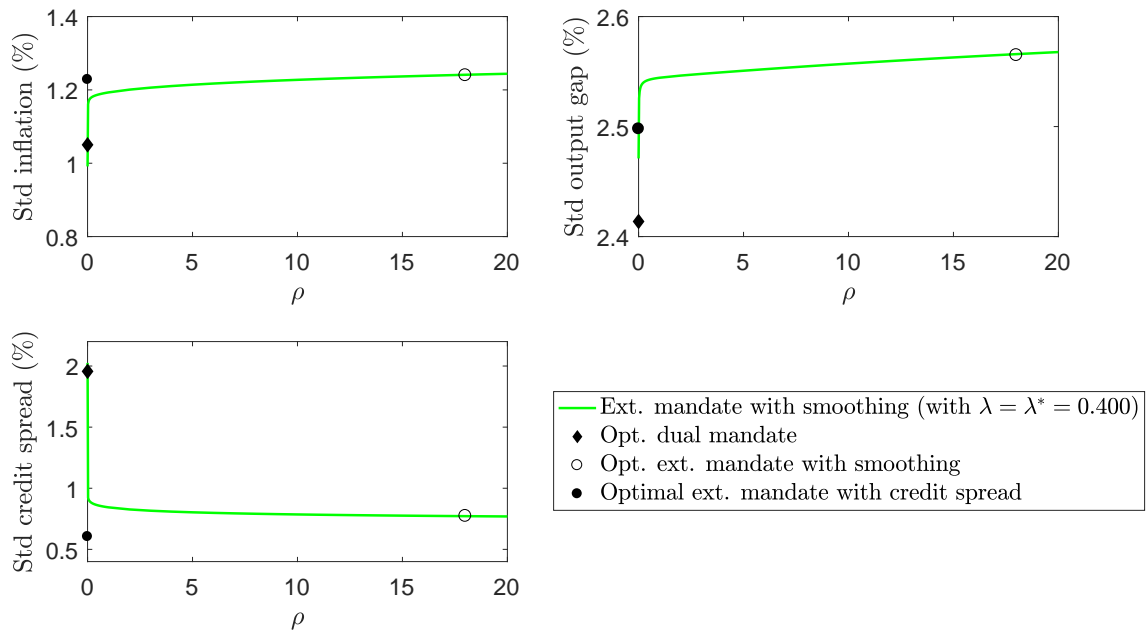 1.4
1.2
1
0.8
Std inflation (%)
0 5 10 15 20
ρ
2.6
2.5
2.4
Std output gap (%)
0 5 10 15 20
ρ
2
1.5
1
0.5
Std credit spread (%)
0 5 10 15 20
ρ
Ext. mandate with smoothing (with λ = λ* = 0.400)
Opt. dual mandate
Opt. ext. mandate with smoothing
Optimal ext. mandate with credit spread